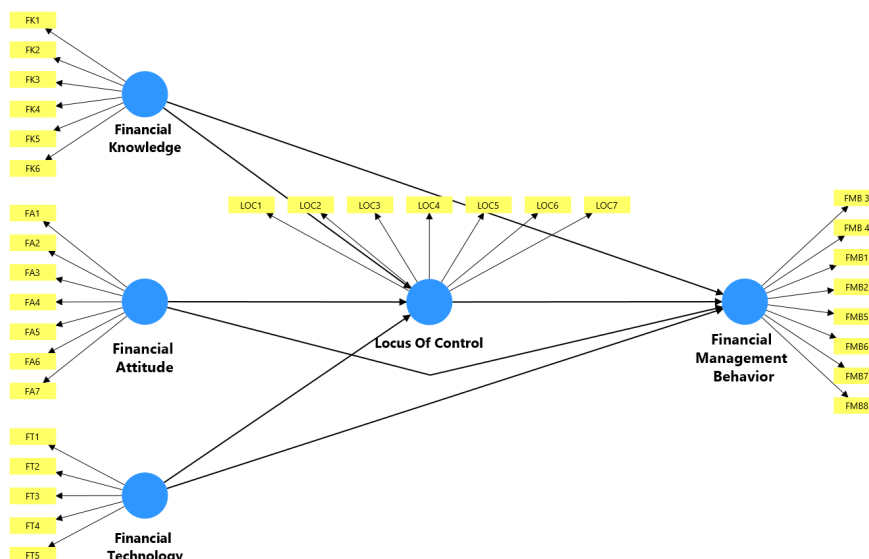 FK1
FK2
FK3
FK4
FK5
FK6
Financial
Knowledge
LOC1
LOC2
LOC3
LOC4
LOC5
LOC6
LOC7
FA1
FA2
FA3
FA4
FA5
FA6
FA7
Financial
Attitude
Locus Of Control
FMB 3
FMB 4
FMB1
FMB2
FMB5
FMB6
FMB7
FMB8
Financial
Management
Behavior
FT1
FT2
FT3
FT4
FT5
Financial
Technology